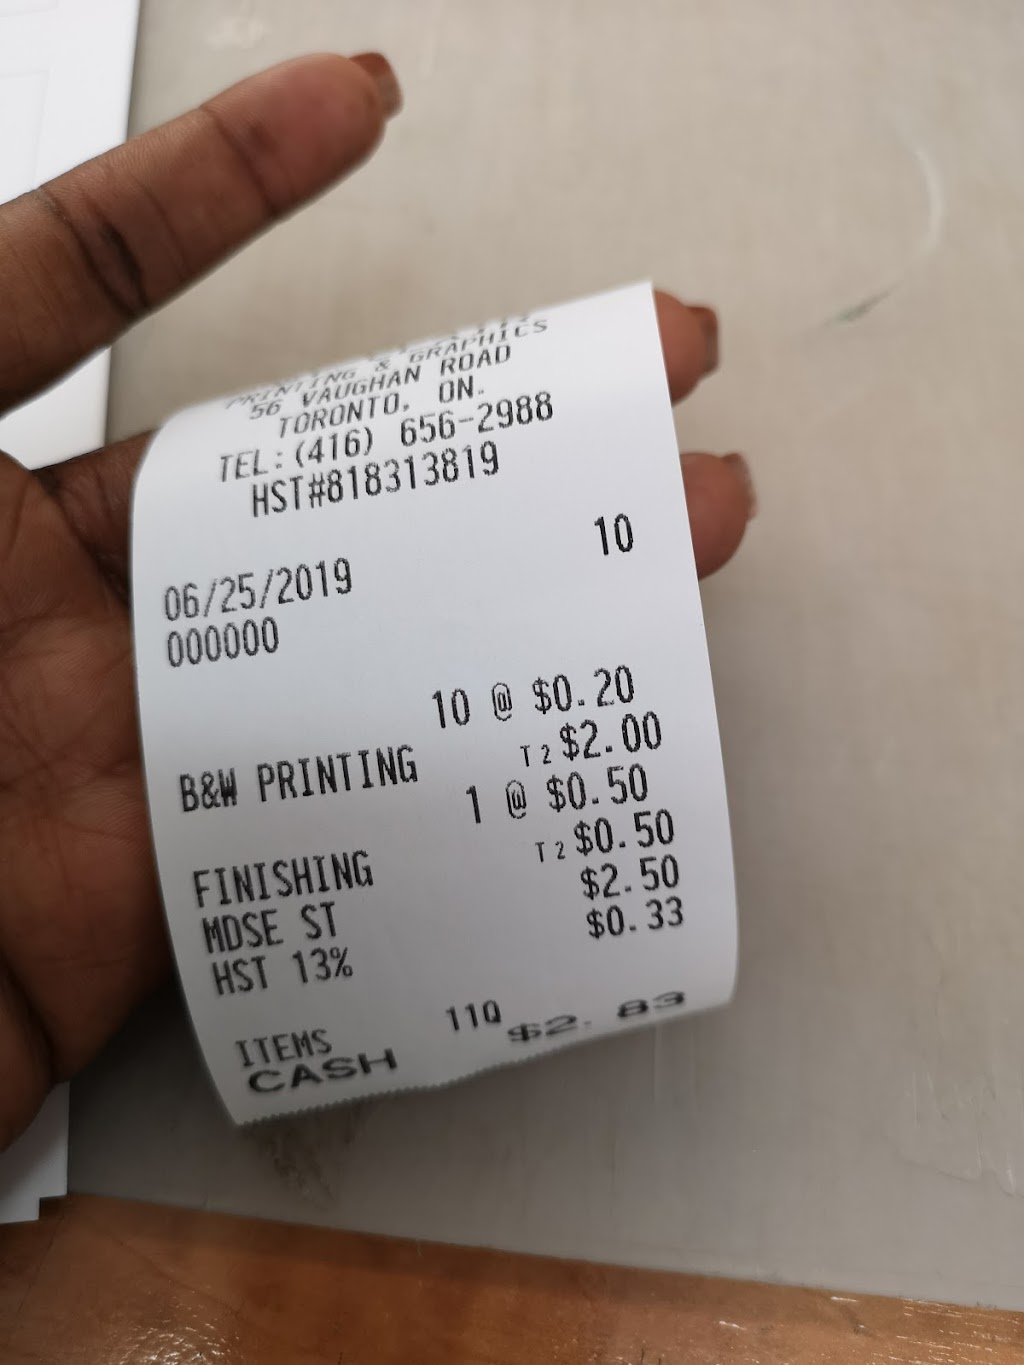 PRINTING & GRAPHICS
56 VAUGHAN ROAD
TORONTO, ON.
TEL:(416) 656-2988
HST#818313819
10
06/25/2019
000000
10 @ $0.20
B&W PRINTING T2 $2.00
1 @ $0.50
FINISHING T2 $0.50
MDSE ST $2.50
HST 13% $0.33
ITEMS 11Q
CASH $2.83